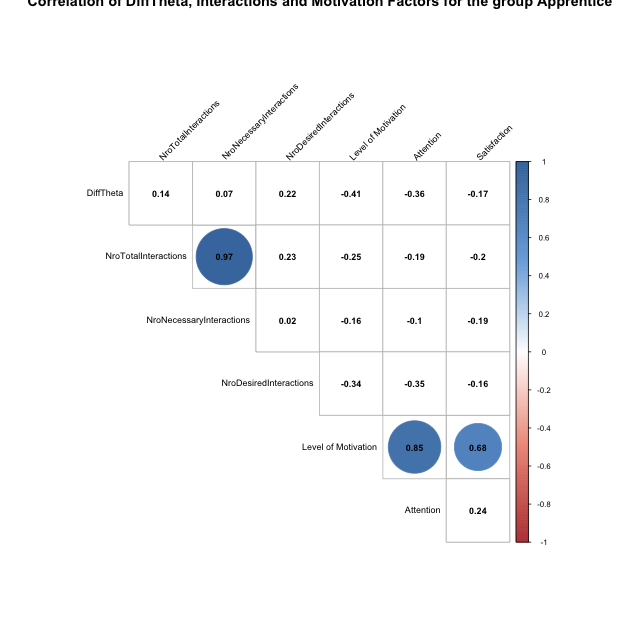 Correlation of DiffTheta, Interactions and Motivation Factors for the group Apprentice
NroTotalInteractions
NroNecessaryInteractions
NroDesiredInteractions
Level of Motivation
Attention
Satisfaction
DiffTheta 0.14 0.07 0.22 -0.41 -0.36 -0.17
NroTotalInteractions 0.97 0.23 -0.25 -0.19 -0.2
NroNecessaryInteractions 0.02 -0.16 -0.1 -0.19
NroDesiredInteractions -0.34 -0.35 -0.16
Level of Motivation 0.85 0.68
Attention 0.24
1
0.8
0.6
0.4
0.2
0
-0.2
-0.4
-0.6
-0.8
-1